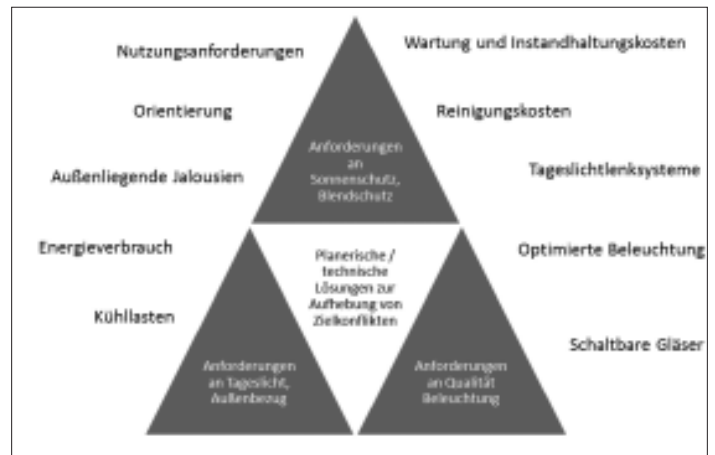 Nutzungsanforderungen
Wartung und Instandhaltungskosten
Orientierung
Reinigungskosten
Anforderungen
an
Sonnenschutz,
Blendschutz
Außenliegende Jalousien
Tageslichtlenksysteme
Energieverbrauch
Optimierte Beleuchtung
Planerische /
technische
Lösungen zur
Aufhebung von
Zielkonflikten
Kühllasten
Schaltbare Gläser
Anforderungen
an Tageslicht,
Außenbezug
Anforderungen
an Qualität
Beleuchtung